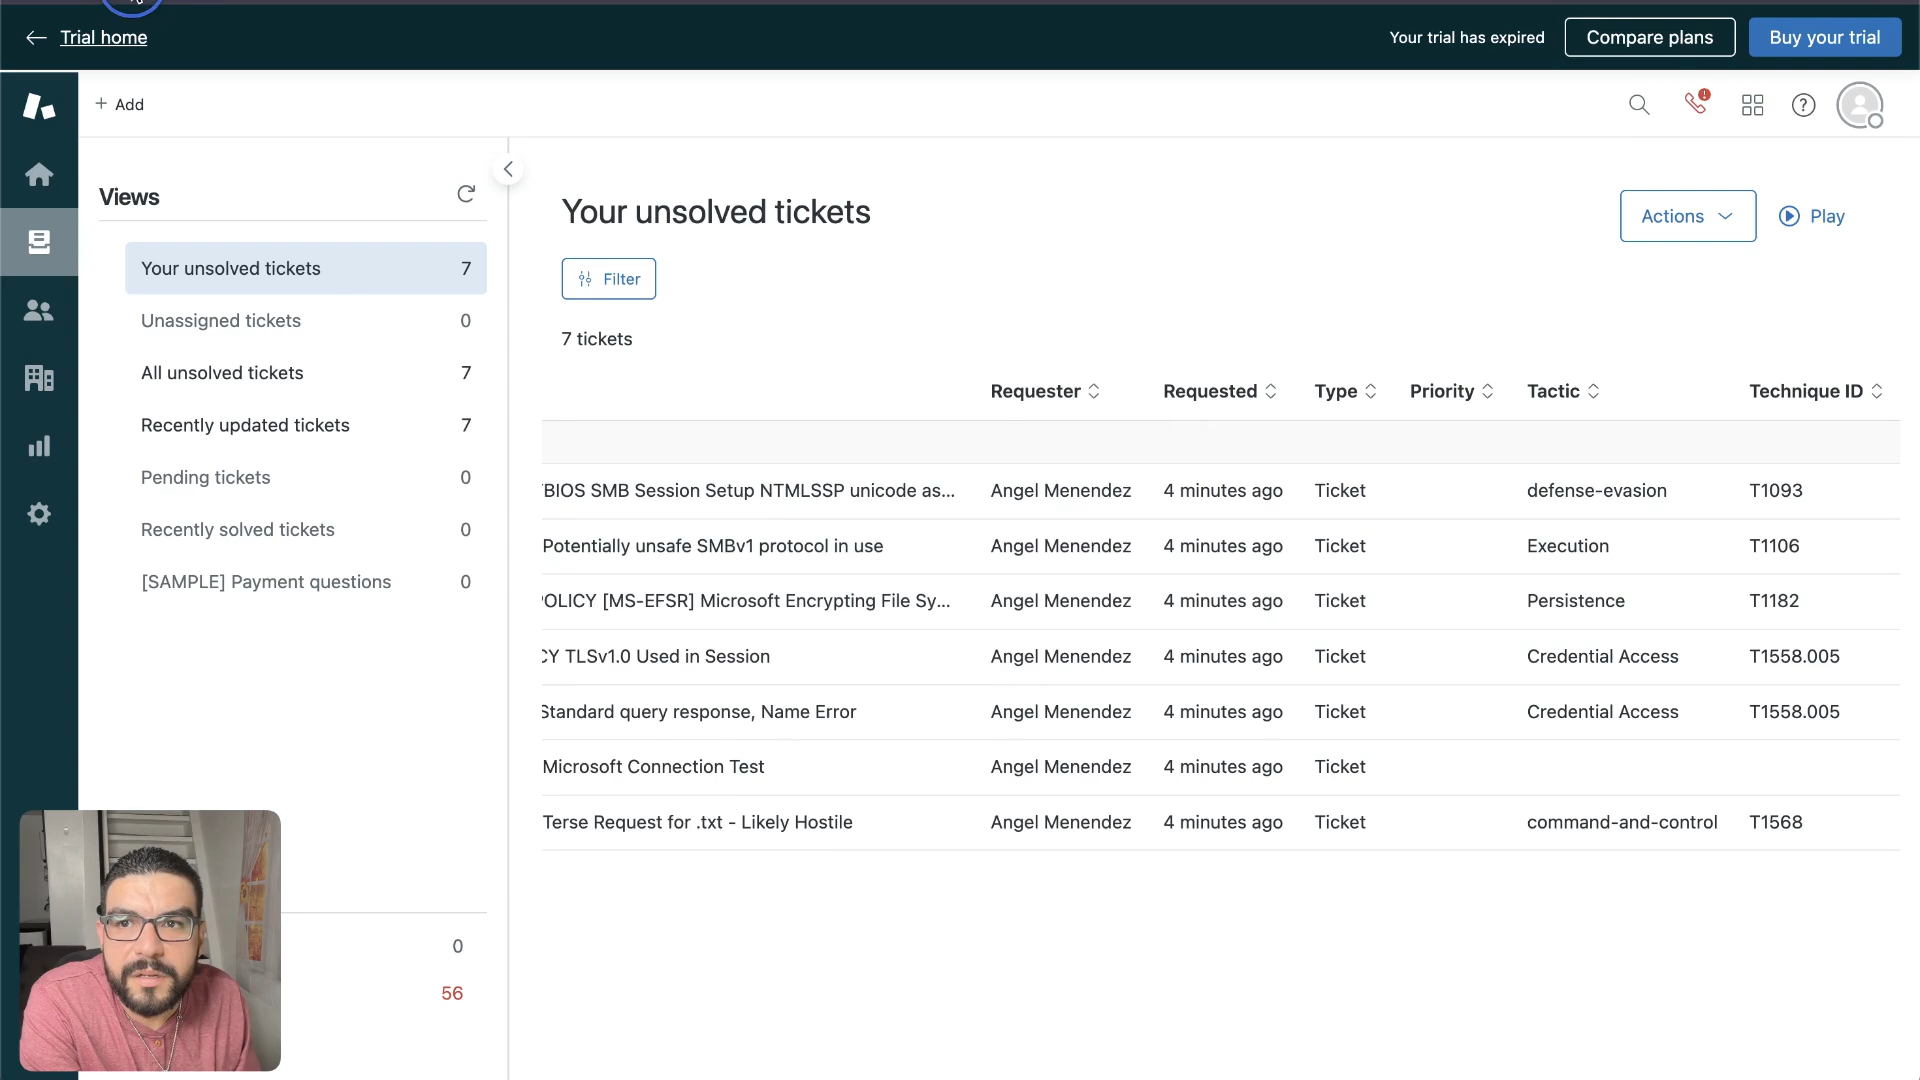 Trial home
Your trial has expired
Compare plans
Buy your trial
+ Add
Views
Your unsolved tickets 7
Unassigned tickets 0
All unsolved tickets 7
Recently updated tickets 7
Pending tickets 0
Recently solved tickets 0
[SAMPLE] Payment questions 0
0
56
Your unsolved tickets
Actions
Play
Filter
7 tickets
Requester Requested Type Priority Tactic Technique ID
BIOS SMB Session Setup NTMLSSP unicode as... Angel Menendez 4 minutes ago Ticket defense-evasion T1093
Potentially unsafe SMBv1 protocol in use Angel Menendez 4 minutes ago Ticket Execution T1106
OLICY [MS-EFSR] Microsoft Encrypting File Sy... Angel Menendez 4 minutes ago Ticket Persistence T1182
CY TLSv1.0 Used in Session Angel Menendez 4 minutes ago Ticket Credential Access T1558.005
Standard query response, Name Error Angel Menendez 4 minutes ago Ticket Credential Access T1558.005
Microsoft Connection Test Angel Menendez 4 minutes ago Ticket
Terse Request for .txt - Likely Hostile Angel Menendez 4 minutes ago Ticket command-and-control T1568